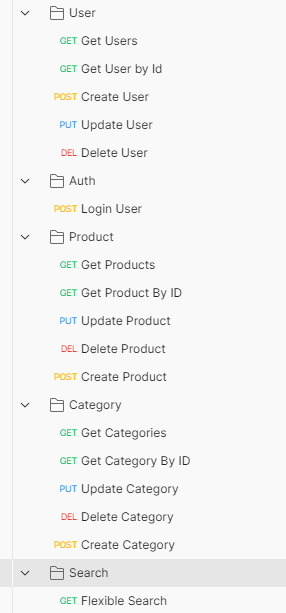 User
GET Get Users
GET Get User by Id
POST Create User
PUT Update User
DEL Delete User
Auth
POST Login User
Product
GET Get Products
GET Get Product By ID
PUT Update Product
DEL Delete Product
POST Create Product
Category
GET Get Categories
GET Get Category By ID
PUT Update Category
DEL Delete Category
POST Create Category
Search
GET Flexible Search